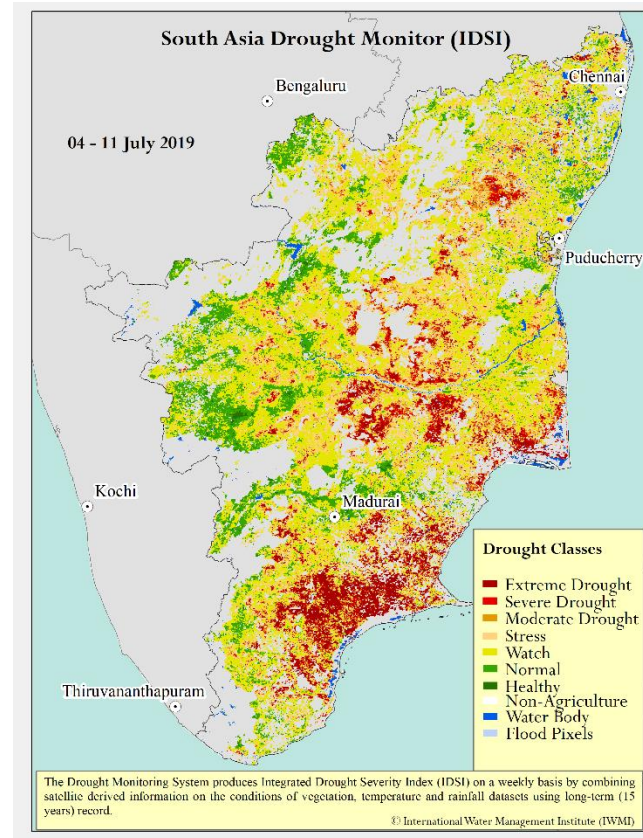 South Asia Drought Monitor (IDSI)
Chennai
Bengaluru
04 - 11 July 2019
Puducherry
Kochi
Madurai
Thiruvananthapuram
Drought Classes
Extreme Drought
Severe Drought
Moderate Drought
Stress
Watch
Normal
Healthy
Non-Agriculture
Water Body
Flood Pixels
The Drought Monitoring System produces Integrated Drought Severity Index (IDSI) on a weekly basis by combining
satellite derived information on the conditions of vegetation, temperature and rainfall datasets using long-term (15
years) record.
© International Water Management Institute (IWMI)